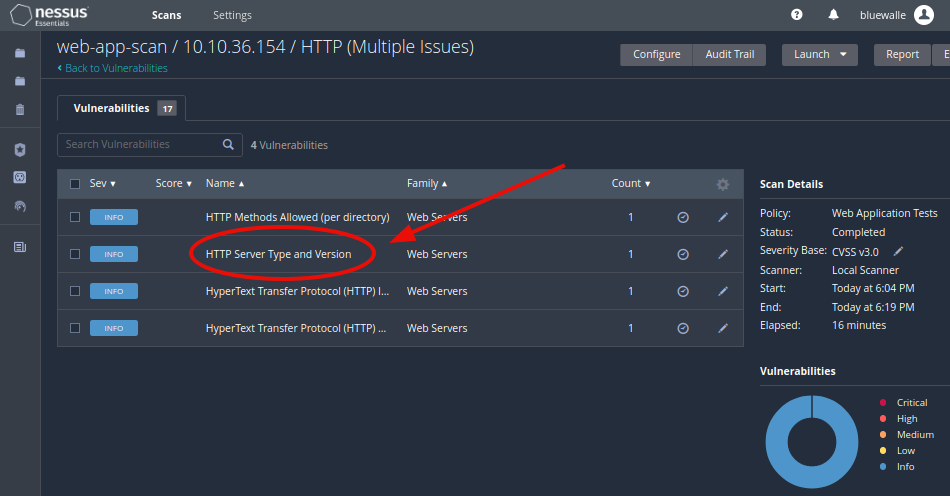 nessus Essentials Scans Settings bluewalle
web-app-scan / 10.10.36.154 / HTTP (Multiple Issues)
Configure Audit Trail Launch Report E
Back to Vulnerabilities
Vulnerabilities 17
Search Vulnerabilities 4 Vulnerabilities
Sev Score Name Family Count
INFO HTTP Methods Allowed (per directory) Web Servers 1
INFO HTTP Server Type and Version Web Servers 1
INFO HyperText Transfer Protocol (HTTP) I... Web Servers 1
INFO HyperText Transfer Protocol (HTTP) ... Web Servers 1
Scan Details
Policy: Web Application Tests
Status: Completed
Severity Base: CVSS v3.0
Scanner: Local Scanner
Start: Today at 6:04 PM
End: Today at 6:19 PM
Elapsed: 16 minutes
Vulnerabilities
Critical
High
Medium
Low
Info